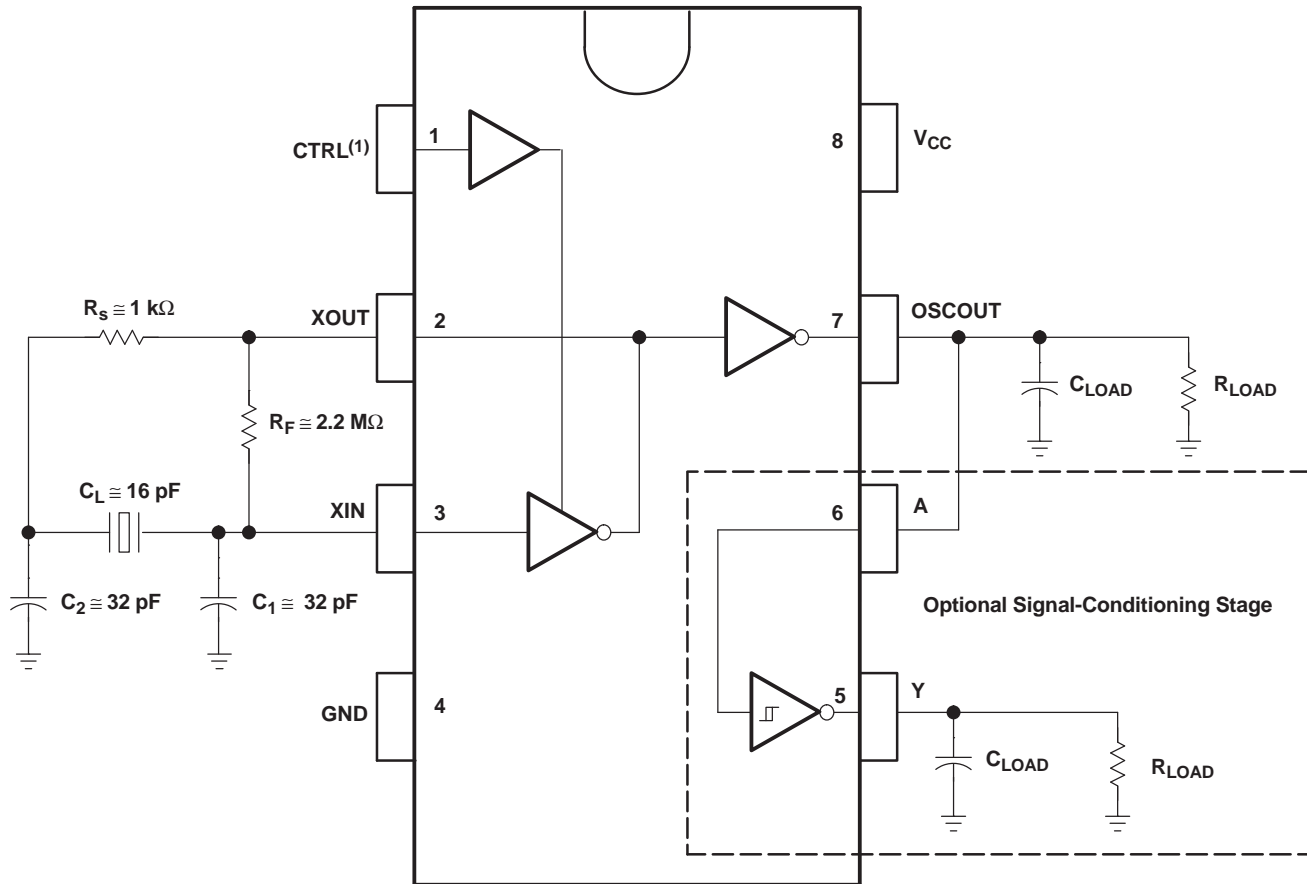 CTRL(1)
1
8
VCC
Rs ≅ 1 kΩ
XOUT
2
7
OSCOUT
RF ≅ 2.2 MΩ
CLOAD
RLOAD
CL ≅ 16 pF
XIN
3
6
A
C2 ≅ 32 pF
C1 ≅ 32 pF
Optional Signal-Conditioning Stage
GND
4
5
Y
CLOAD
RLOAD